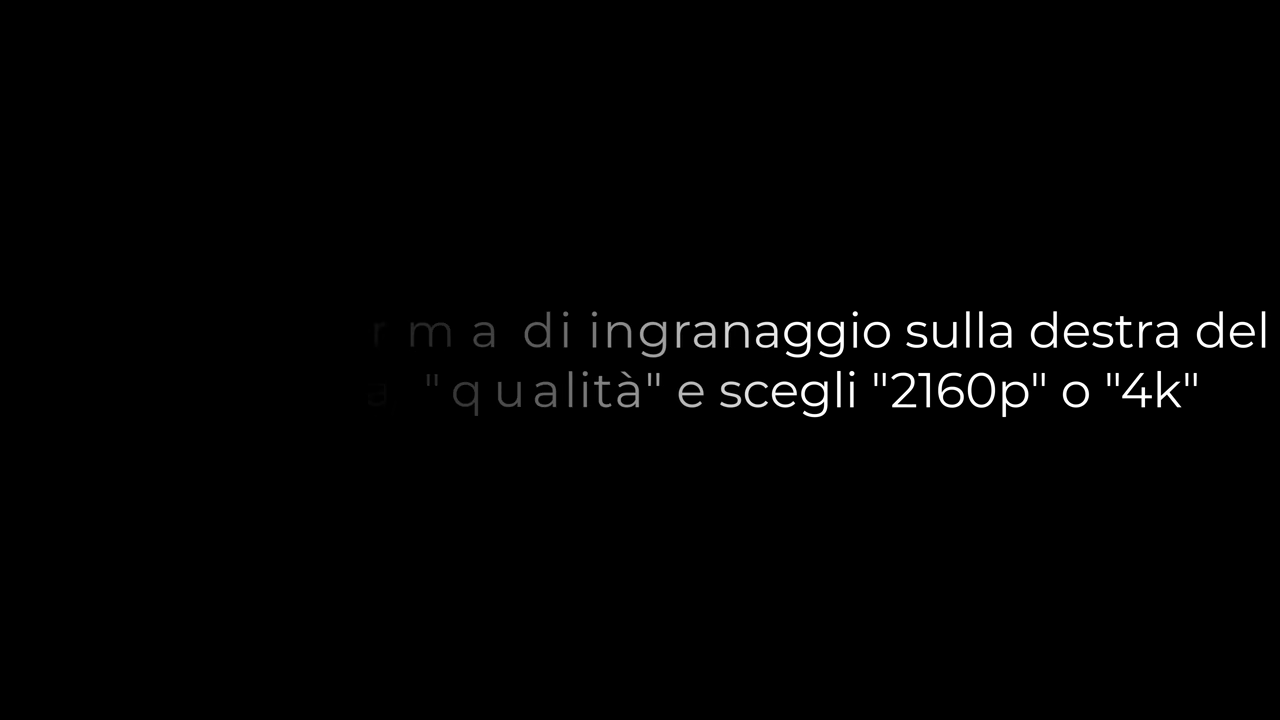 di ingranaggio sulla destra del
"qualità" e scegli "2160p" o "4k"